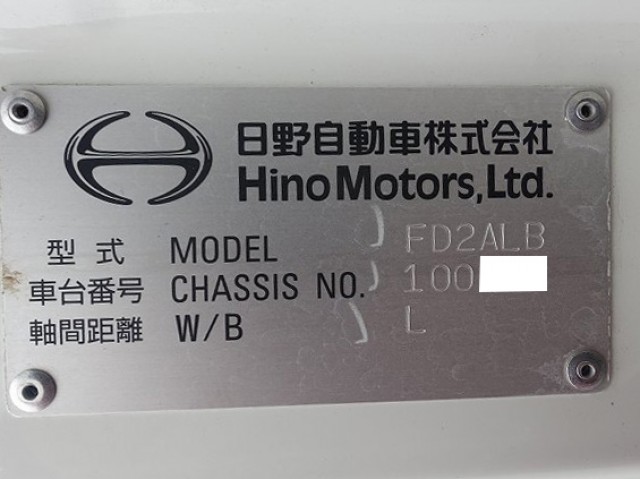 日野自動車株式会社
Hino Motors, Ltd.
型式 MODEL FD2ALB
車台番号 CHASSIS NO. 100
軸間距離 W/B L